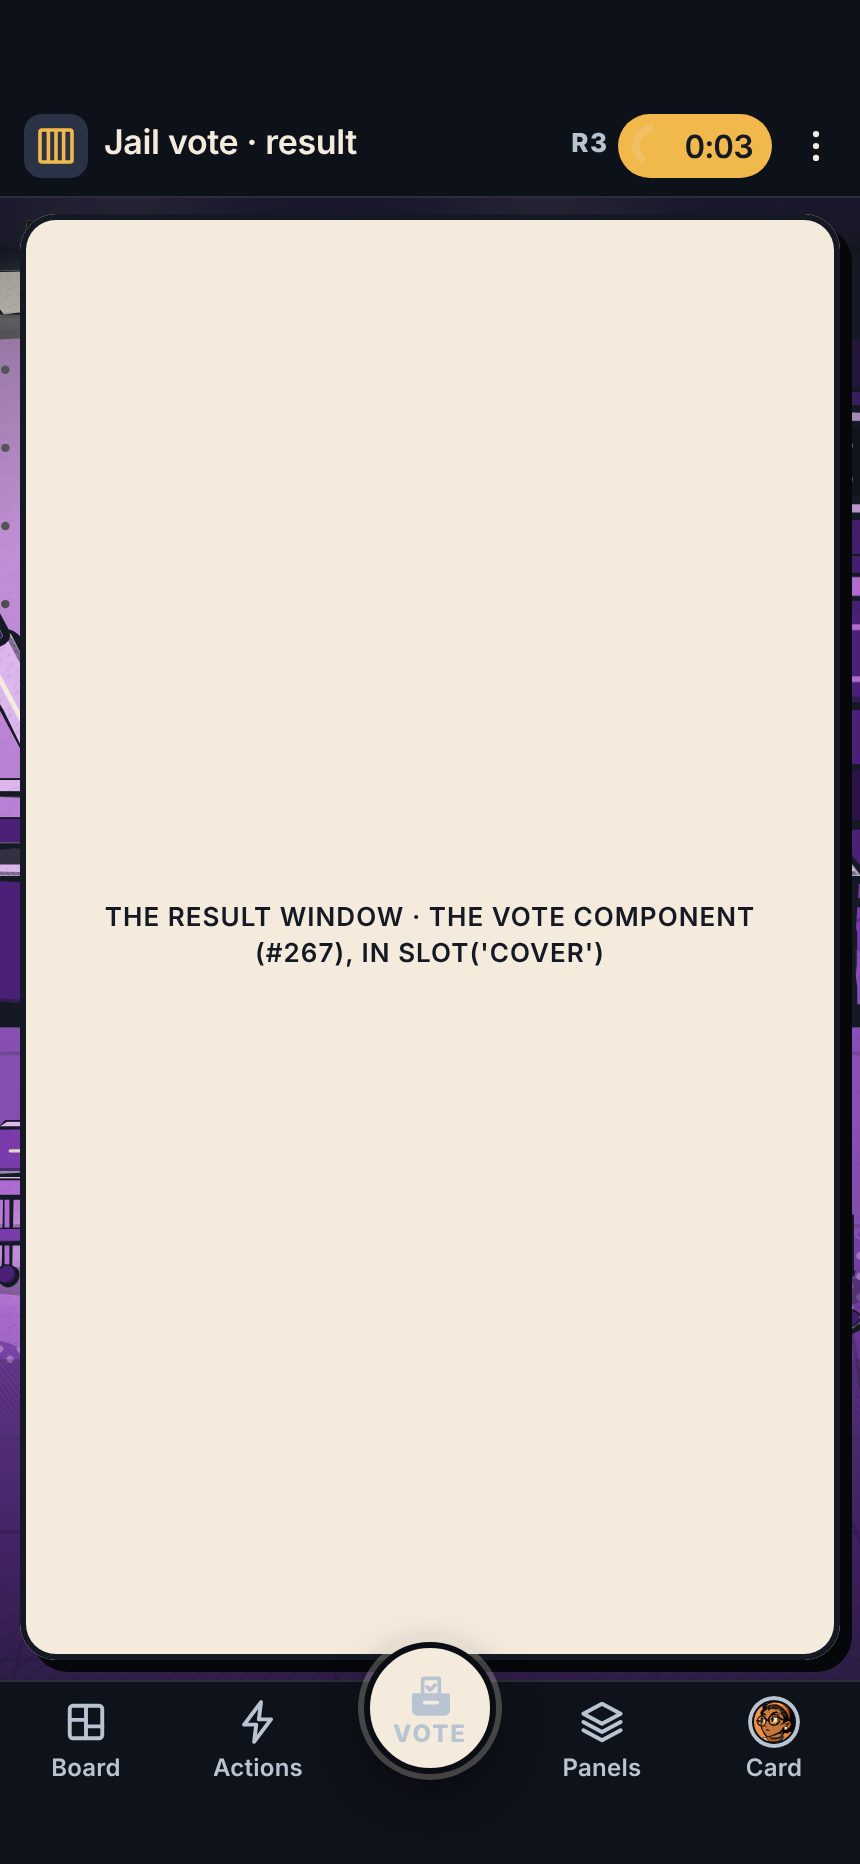 Jail vote · result
R3
0:03
THE RESULT WINDOW · THE VOTE COMPONENT
(#267), IN SLOT('COVER')
VOTE
Board
Actions
Panels
Card